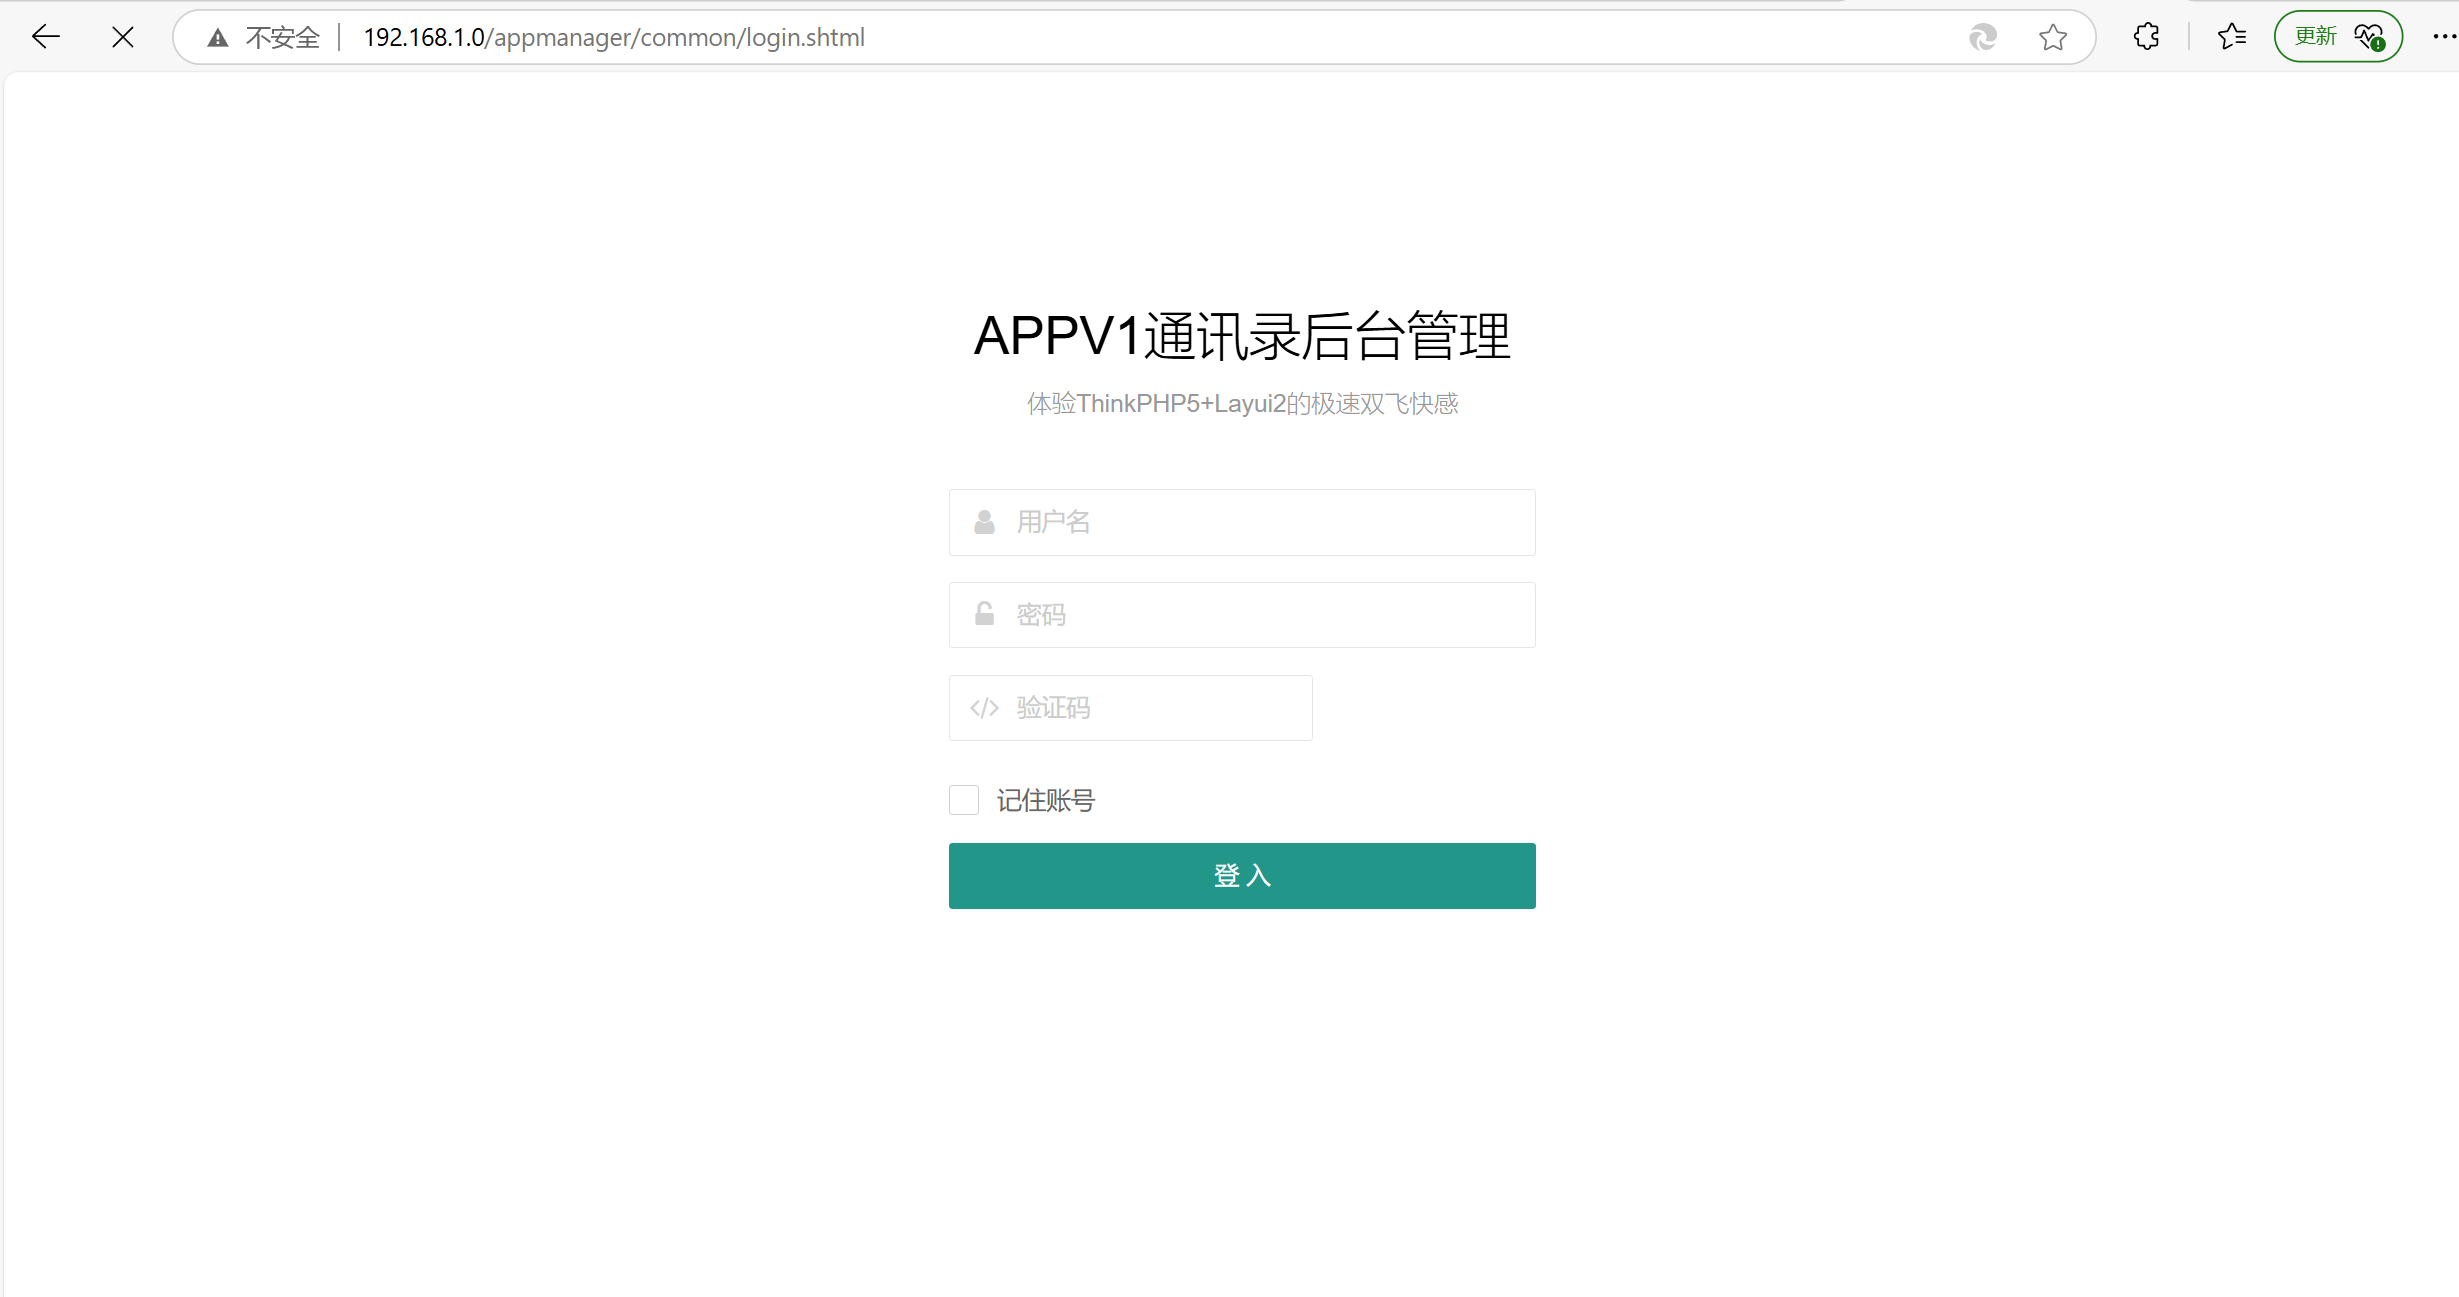 不安全 192.168.1.0/appmanager/common/login.shtml 更新
APPV1通讯录后台管理
体验ThinkPHP5+Layui2的极速双飞快感
用户名
密码
验证码
记住账号
登入